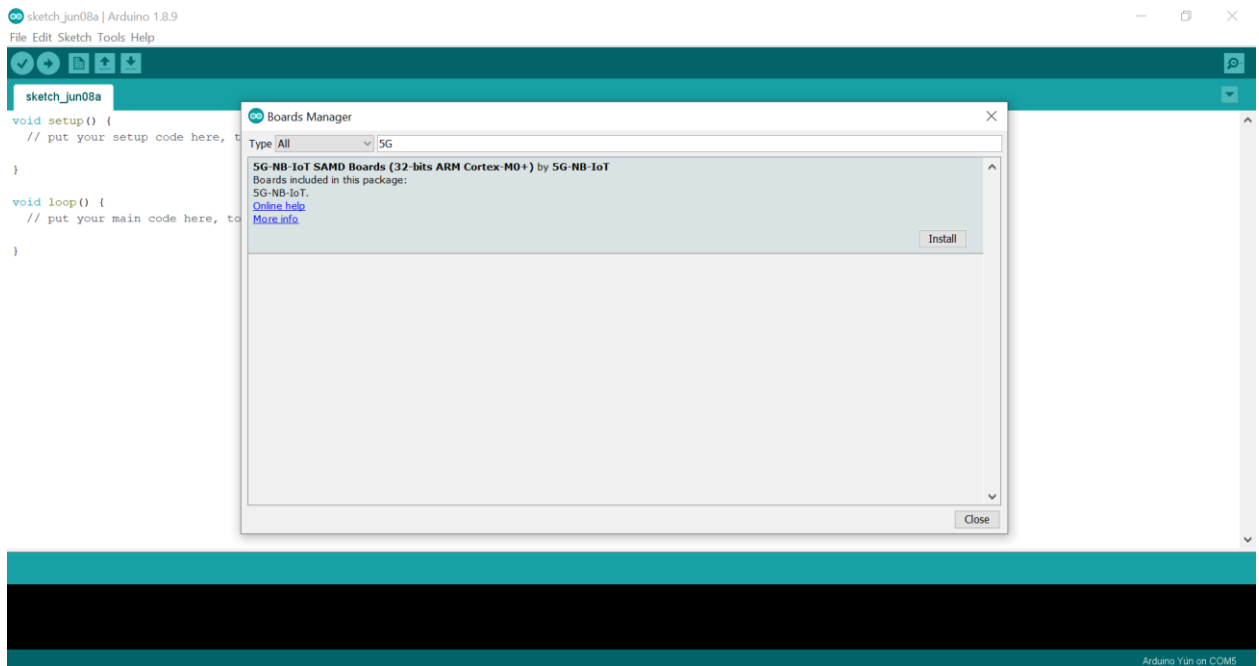 sketch_jun08a | Arduino 1.8.9
File Edit Sketch Tools Help
sketch_jun08a
void setup() {
// put your setup code here, t
}
void loop() {
// put your main code here, to
}
Boards Manager
Type All 5G
5G-NB-IoT SAMD Boards (32-bits ARM Cortex-M0+) by 5G-NB-IoT
Boards included in this package:
5G-NB-IoT.
Online help
More info
Install
Close
Arduino Yún on COM5